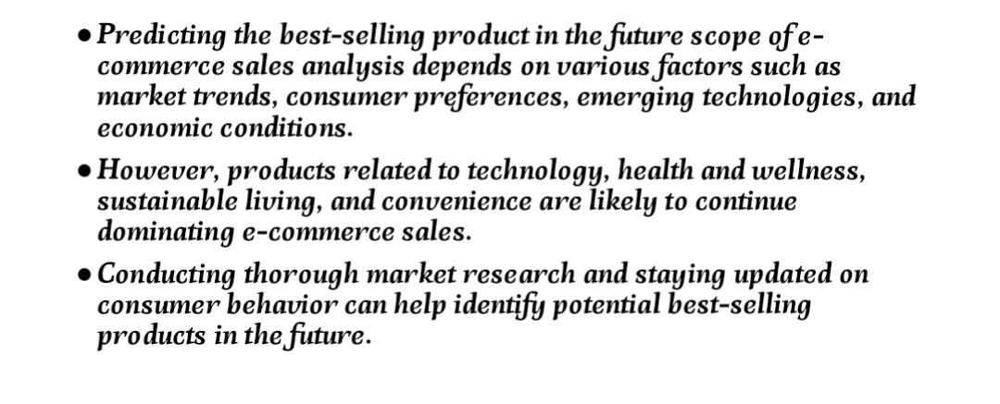 • Predicting the best-selling product in the future scope of e-
commerce sales analysis depends on various factors such as
market trends, consumer preferences, emerging technologies, and
economic conditions.
• However, products related to technology, health and wellness,
sustainable living, and convenience are likely to continue
dominating e-commerce sales.
• Conducting thorough market research and staying updated on
consumer behavior can help identify potential best-selling
products in the future.